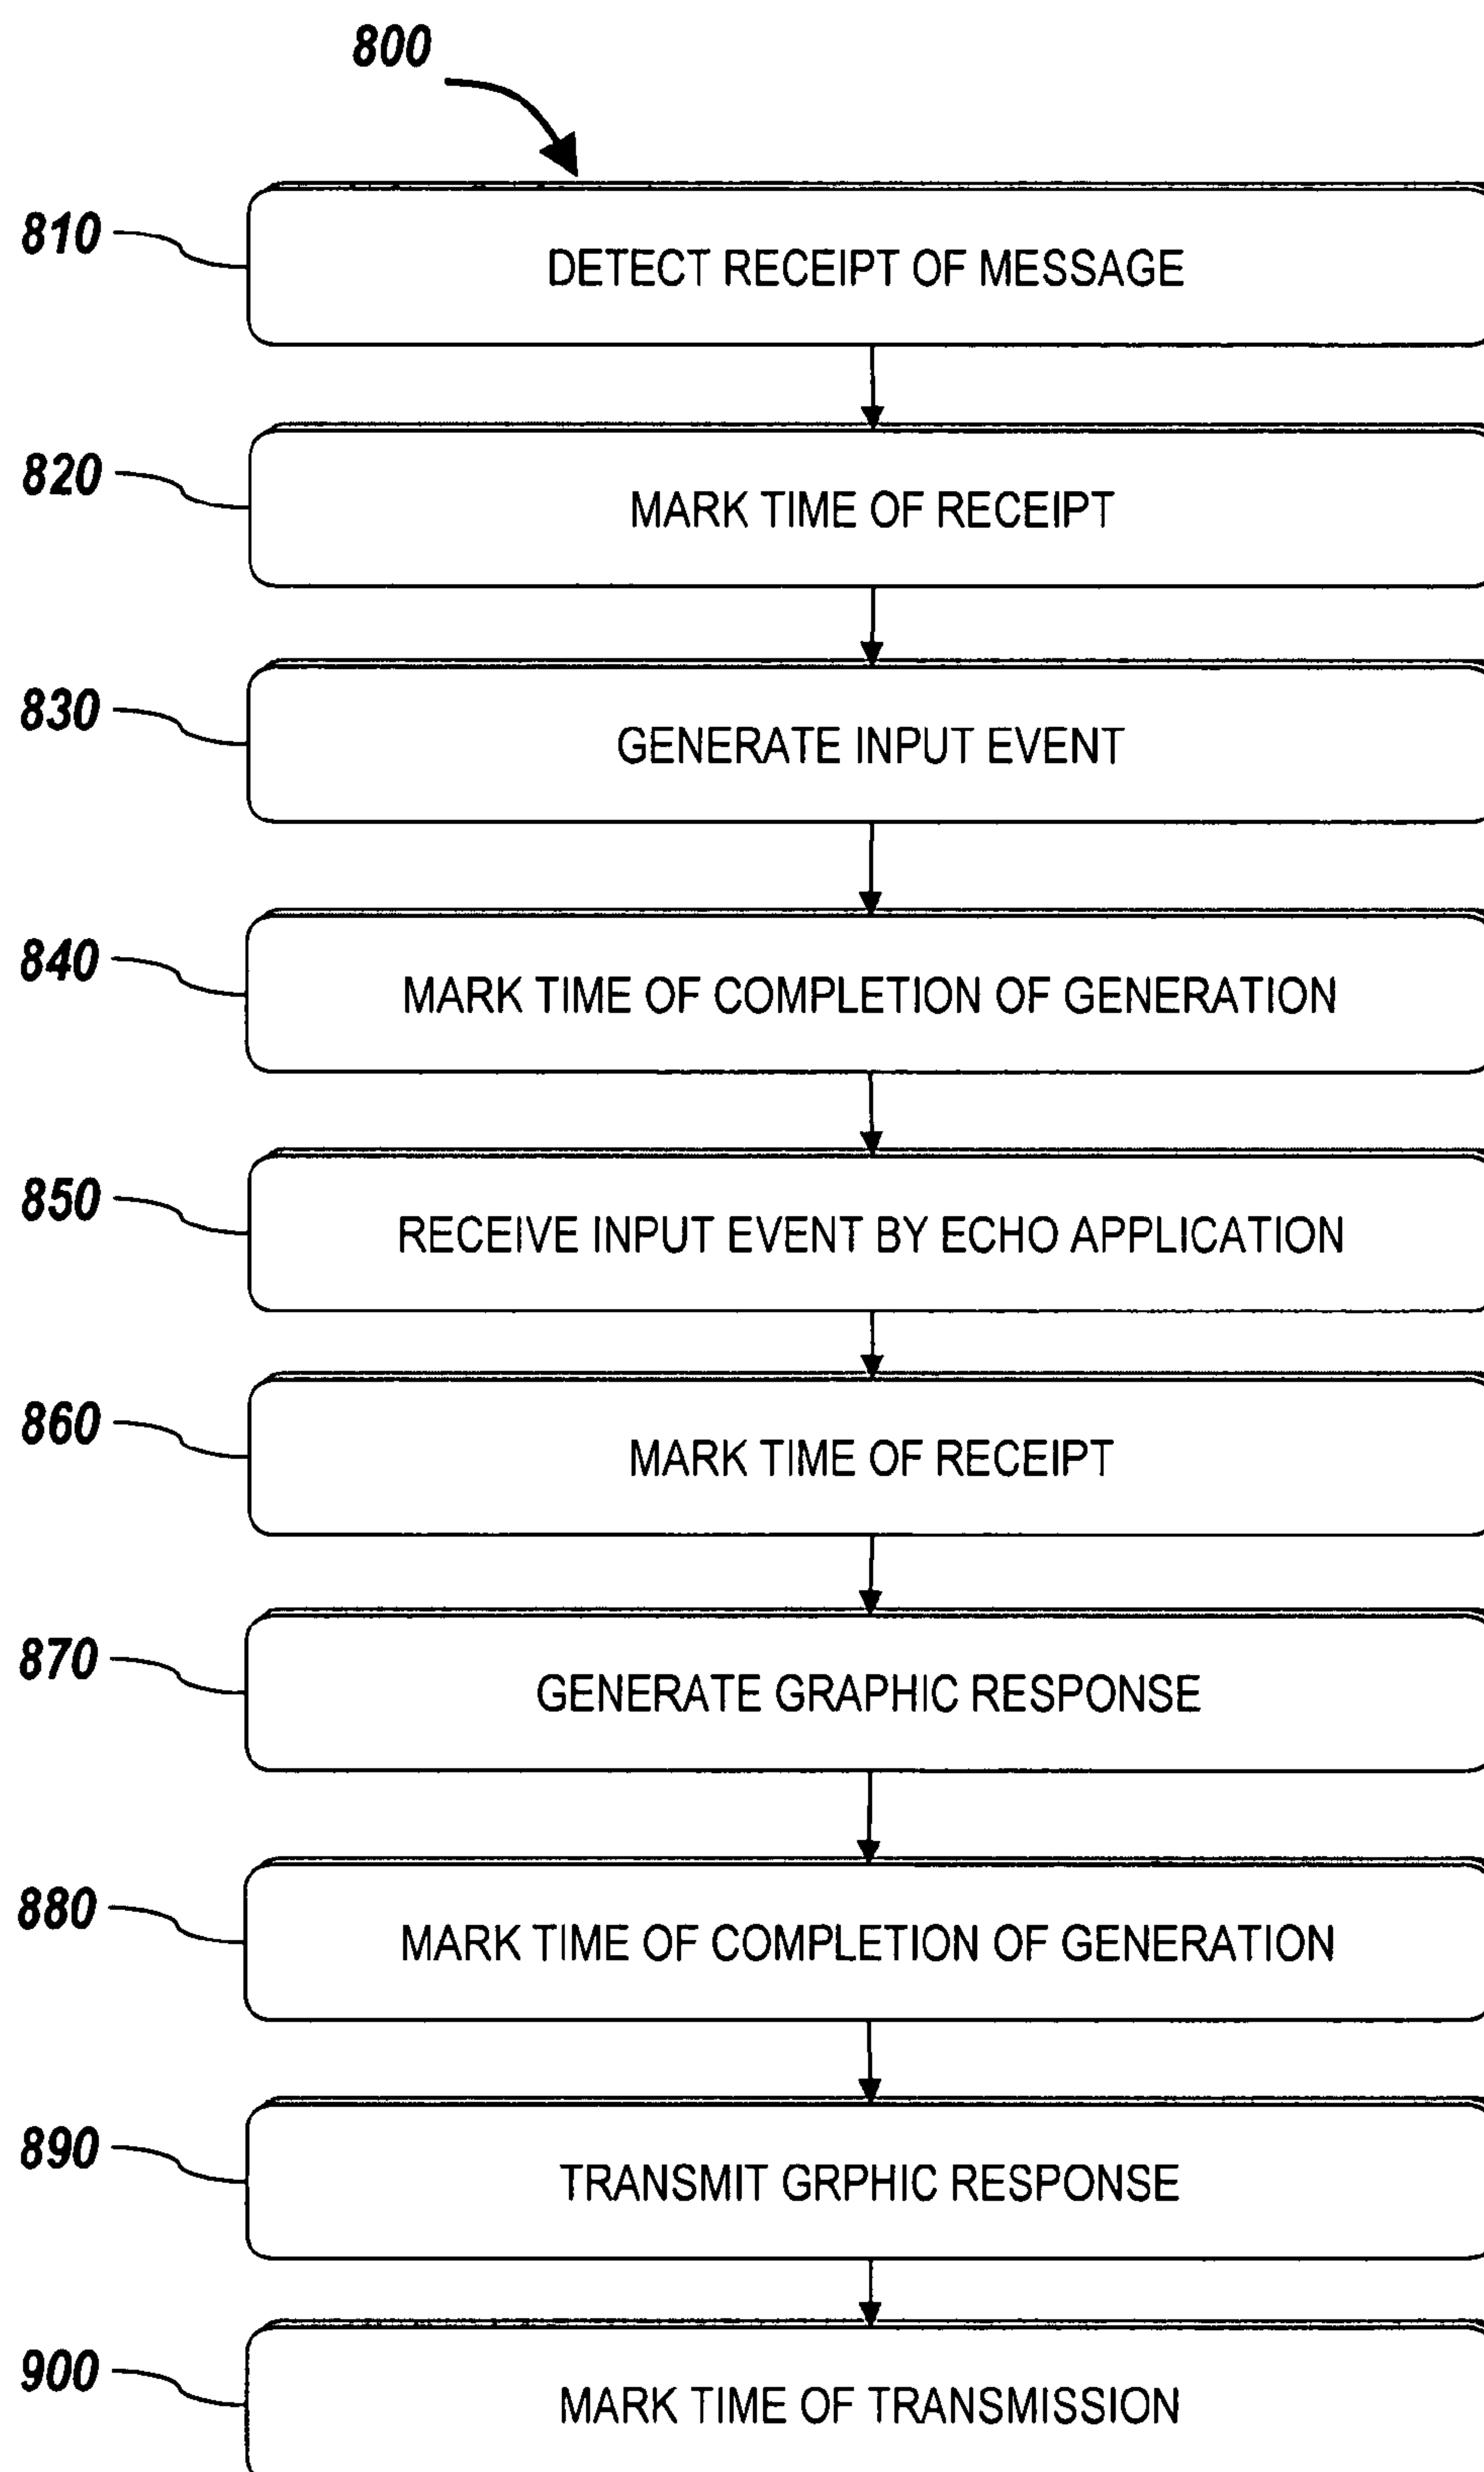 800
810 DETECT RECEIPT OF MESSAGE
820 MARK TIME OF RECEIPT
830 GENERATE INPUT EVENT
840 MARK TIME OF COMPLETION OF GENERATION
850 RECEIVE INPUT EVENT BY ECHO APPLICATION
860 MARK TIME OF RECEIPT
870 GENERATE GRAPHIC RESPONSE
880 MARK TIME OF COMPLETION OF GENERATION
890 TRANSMIT GRPHIC RESPONSE
900 MARK TIME OF TRANSMISSION